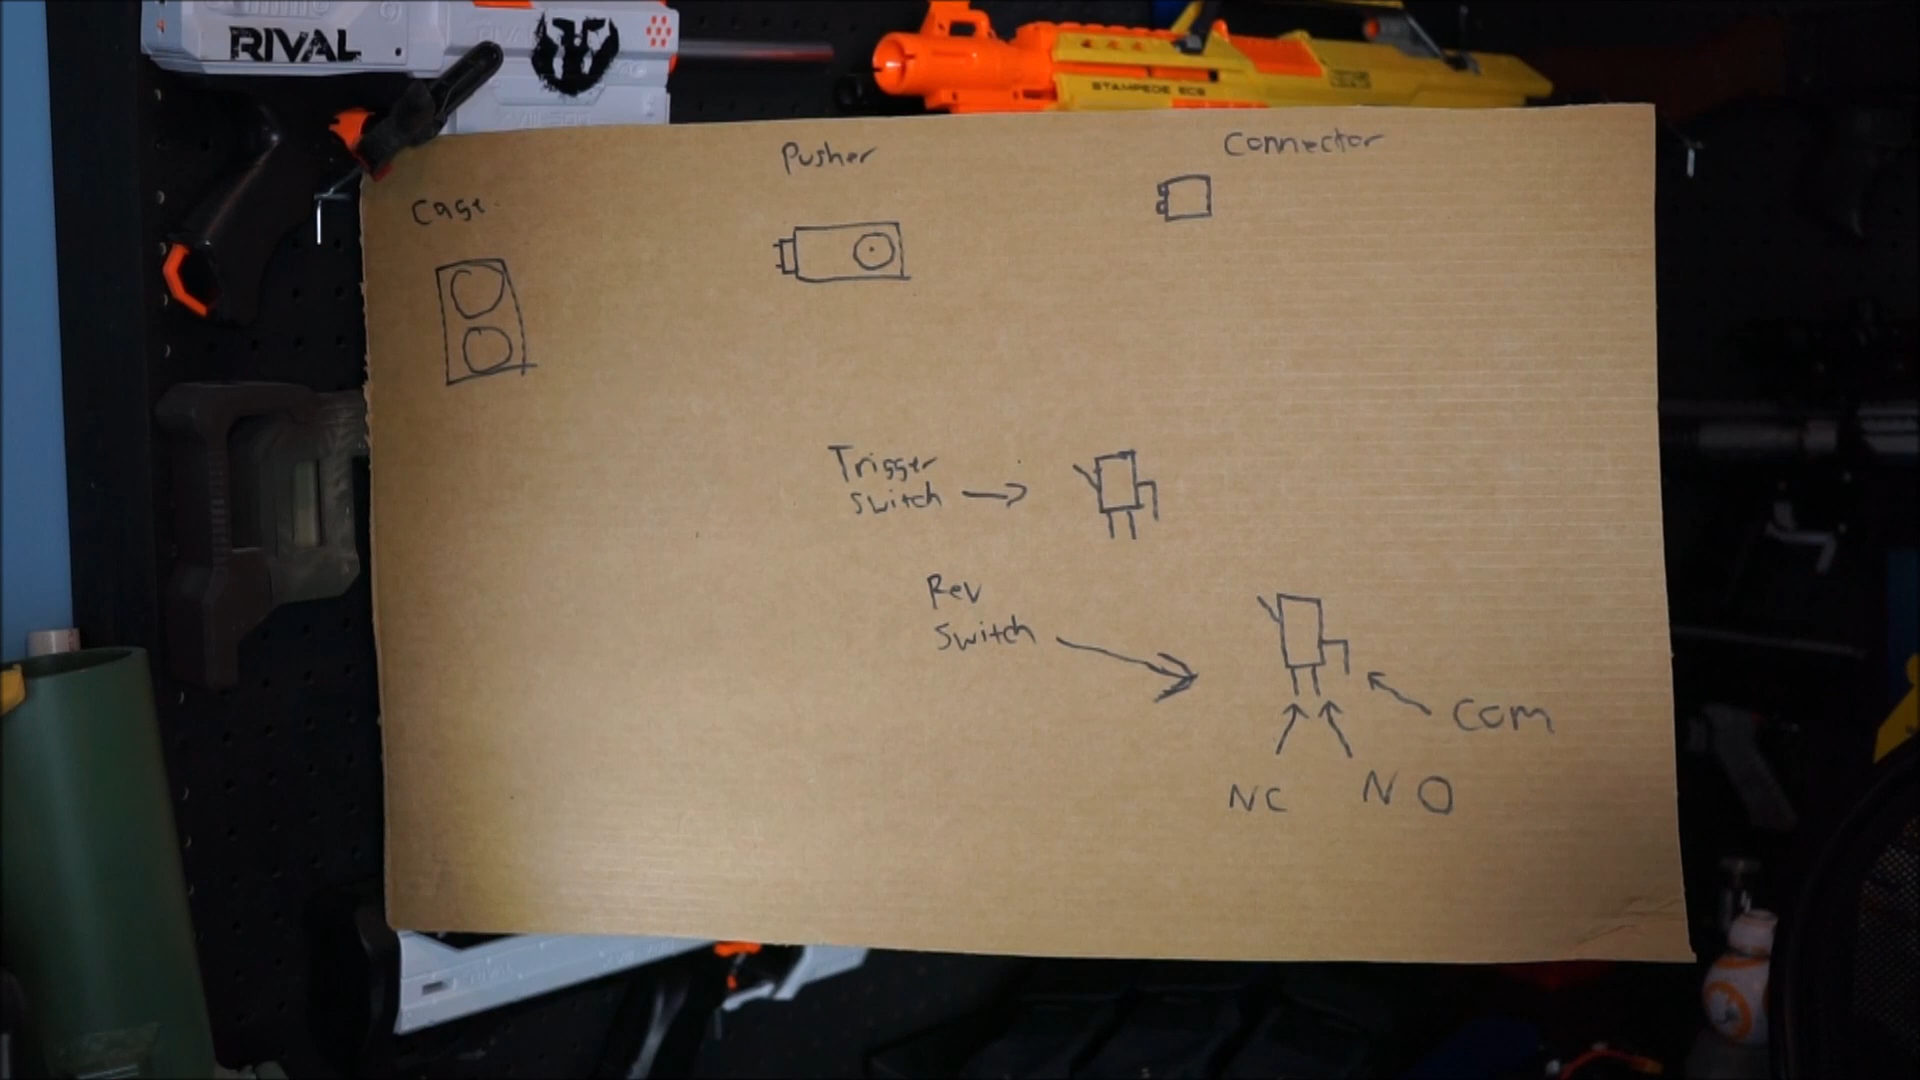 RIVAL
STAMPEDE ECS
Pusher
Connector
Cage
Trigger
Switch
Rev
Switch
Com
NC
NO